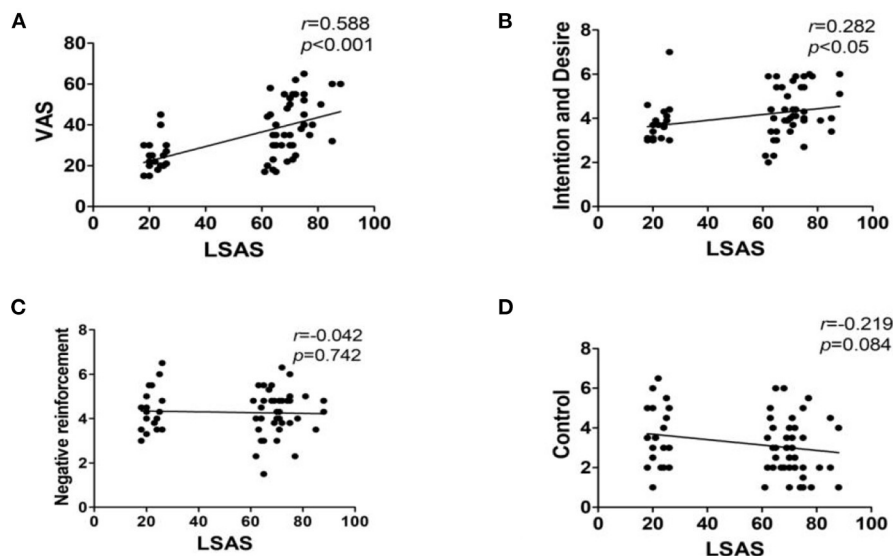 A
r=0.588
p<0.001
VAS
80
60
40
20
0
0 20 40 60 80 100
LSAS
B
r=0.282
p<0.05
Intention and Desire
8
6
4
2
0
0 20 40 60 80 100
LSAS
C
r=-0.042
p=0.742
Negative reinforcement
8
6
4
2
0
0 20 40 60 80 100
LSAS
D
r=-0.219
p=0.084
Control
8
6
4
2
0
0 20 40 60 80 100
LSAS